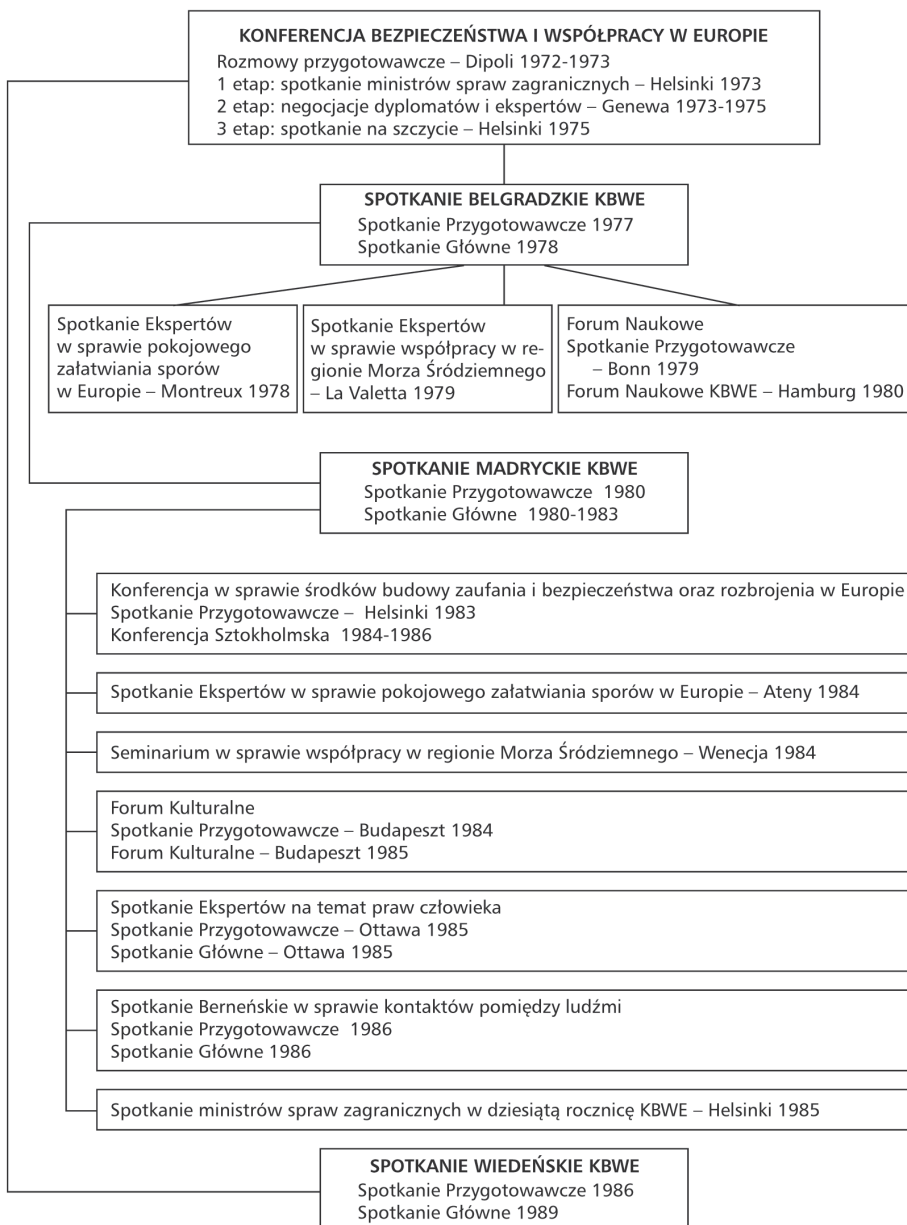 KONFERENCJA BEZPIECZEŃSTWA I WSPÓŁPRACY W EUROPIE
Rozmowy przygotowawcze – Dipoli 1972-1973
1 etap: spotkanie ministrów spraw zagranicznych – Helsinki 1973
2 etap: negocjacje dyplomatów i ekspertów – Genewa 1973-1975
3 etap: spotkanie na szczycie – Helsinki 1975
SPOTKANIE BELGRADZKIE KBWE
Spotkanie Przygotowawcze 1977
Spotkanie Główne 1978
Spotkanie Ekspertów
w sprawie pokojowego
załatwiania sporów
w Europie – Montreux 1978
Spotkanie Ekspertów
w sprawie współpracy w re-
gionie Morza Śródziemnego
– La Valetta 1979
Forum Naukowe
Spotkanie Przygotowawcze
– Bonn 1979
Forum Naukowe KBWE – Hamburg 1980
SPOTKANIE MADRYCKIE KBWE
Spotkanie Przygotowawcze 1980
Spotkanie Główne 1980-1983
Konferencja w sprawie środków budowy zaufania i bezpieczeństwa oraz rozbrojenia w Europie
Spotkanie Przygotowawcze – Helsinki 1983
Konferencja Sztokholmska 1984-1986
Spotkanie Ekspertów w sprawie pokojowego załatwiania sporów w Europie – Ateny 1984
Seminarium w sprawie współpracy w regionie Morza Śródziemnego – Wenecja 1984
Forum Kulturalne
Spotkanie Przygotowawcze – Budapeszt 1984
Forum Kulturalne – Budapeszt 1985
Spotkanie Ekspertów na temat praw człowieka
Spotkanie Przygotowawcze – Ottawa 1985
Spotkanie Główne – Ottawa 1985
Spotkanie Berneńskie w sprawie kontaktów pomiędzy ludźmi
Spotkanie Przygotowawcze 1986
Spotkanie Główne 1986
Spotkanie ministrów spraw zagranicznych w dziesiątą rocznicę KBWE – Helsinki 1985
SPOTKANIE WIEDEŃSKIE KBWE
Spotkanie Przygotowawcze 1986
Spotkanie Główne 1989